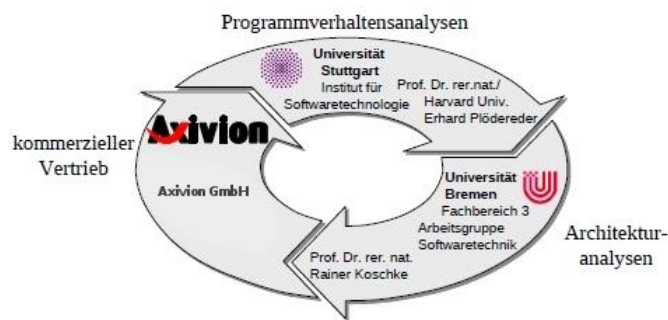 Programmverhaltensanalysen
Universität
Stuttgart
Institut für
Softwaretechnologie
Prof. Dr. rer.nat./
Harvard Univ.
Erhard Plödereder
kommerzieller
Vertrieb
Axivion
Axivion GmbH
Universität
Bremen
Fachbereich 3
Arbeitsgruppe
Softwaretechnik
Architektur-
analysen
Prof. Dr. rer. nat.
Rainer Koschke